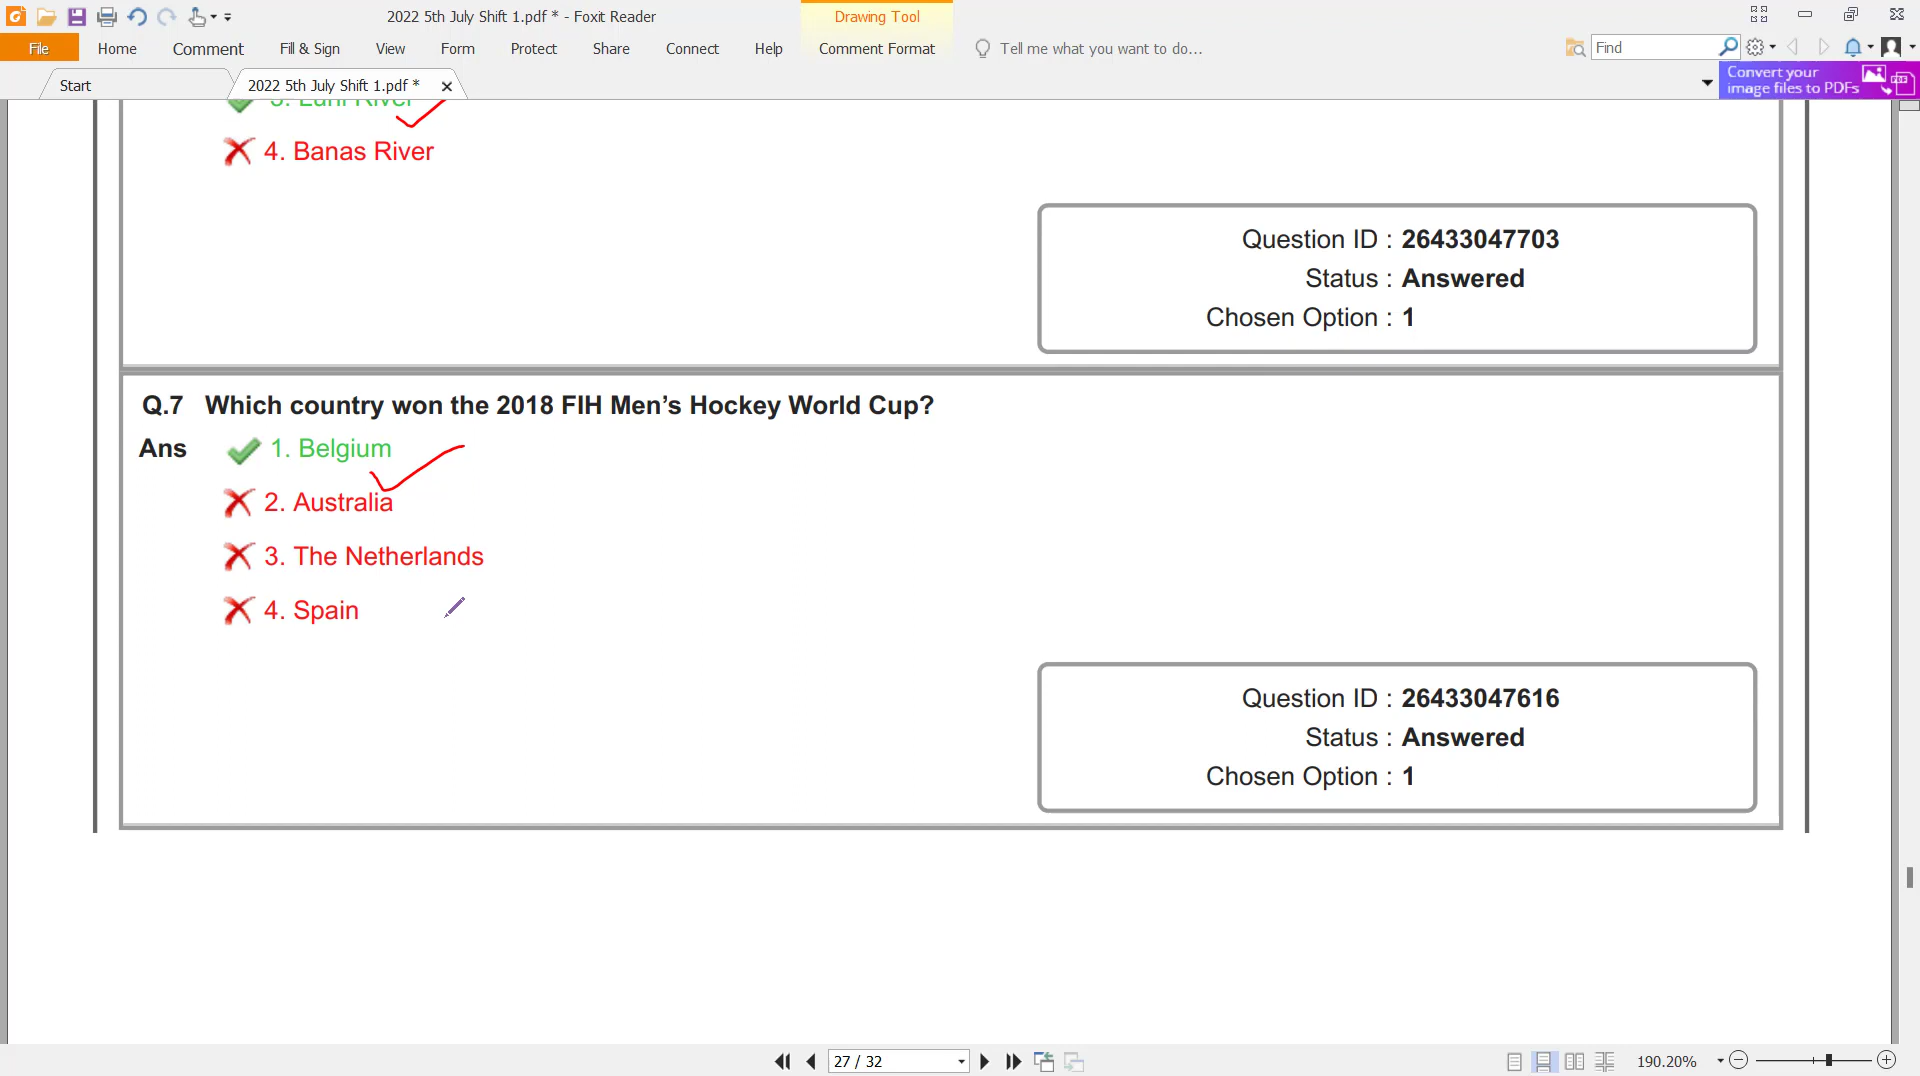 2022 5th July Shift 1.pdf * - Foxit Reader
Drawing Tool
File
Home
Comment
Fill & Sign
View
Form
Protect
Share
Connect
Help
Comment Format
Tell me what you want to do...
Find
Start
2022 5th July Shift 1.pdf *
Convert your
image files to PDFs
3. Luni River
4. Banas River
Question ID : 26433047703
Status : Answered
Chosen Option : 1
Q.7 Which country won the 2018 FIH Men’s Hockey World Cup?
Ans 1. Belgium
2. Australia
3. The Netherlands
4. Spain
Question ID : 26433047616
Status : Answered
Chosen Option : 1
27 / 32
190.20%